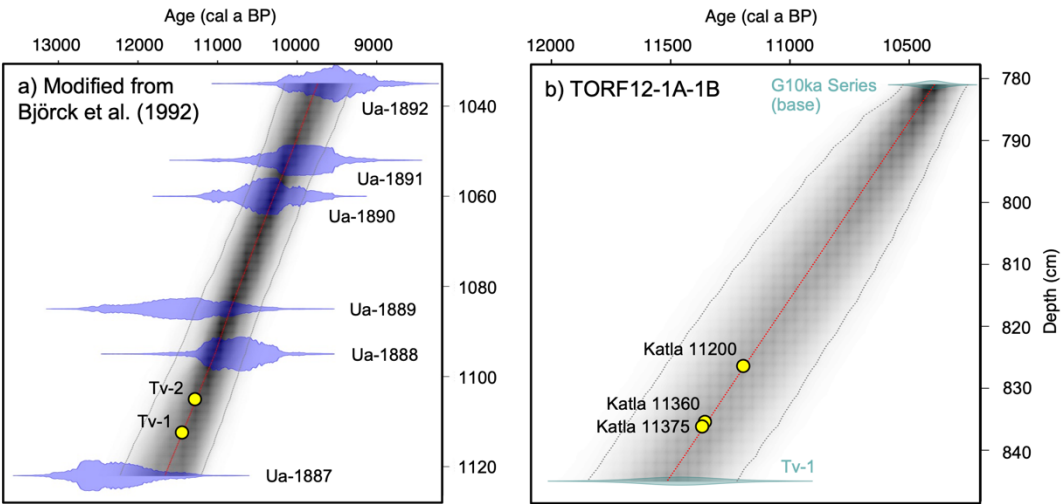 Age (cal a BP)
13000 12000 11000 10000 9000
a) Modified from
Björck et al. (1992)
Ua-1892
Ua-1891
Ua-1890
Ua-1889
Ua-1888
Tv-2
Tv-1
Ua-1887
1040
1060
1080
1100
1120
Age (cal a BP)
12000 11500 11000 10500
b) TORF12-1A-1B
G10ka Series
(base)
Katla 11200
Katla 11360
Katla 11375
Tv-1
780
790
800
810
820
830
840
Depth (cm)